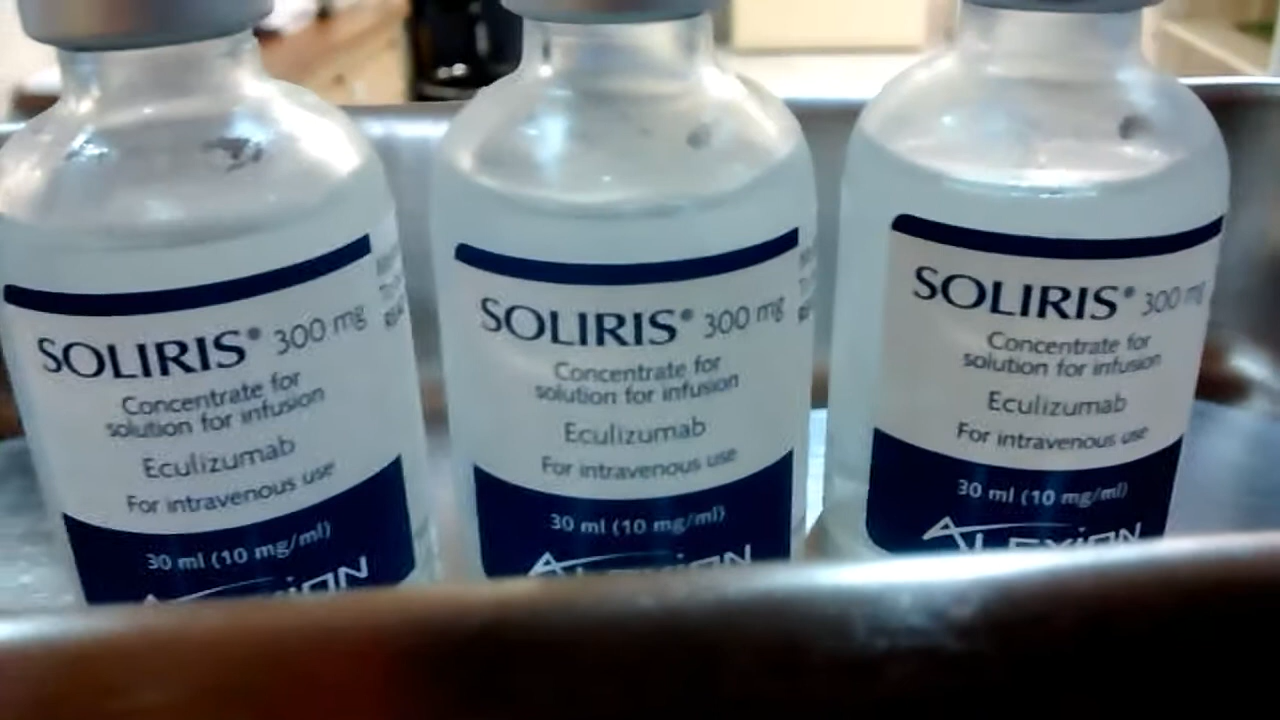 SOLIRIS® 300 mg
Concentrate for
solution for infusion
Eculizumab
For intravenous use
30 ml (10 mg/ml)
SOLIRIS® 300 mg
Concentrate for
solution for infusion
Eculizumab
For intravenous use
30 ml (10 mg/ml)
ALEXION
SOLIRIS® 300 mg
Concentrate for
solution for infusion
Eculizumab
For intravenous use
30 ml (10 mg/ml)
ALEXION